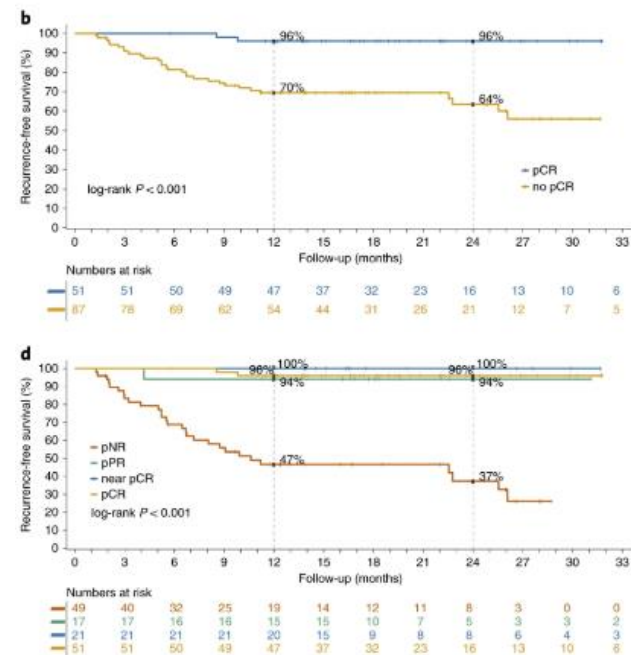 b
Recurrence-free survival (%)
100
90
80
70
60
50
40
30
20
10
0
96%
96%
70%
64%
pCR
no pCR
log-rank P < 0.001
0 3 6 9 12 15 18 21 24 27 30 33
Follow-up (months)
Numbers at risk
51 51 50 49 47 37 32 23 16 13 10 6
87 78 69 62 54 44 31 26 21 12 7 5
d
Recurrence-free survival (%)
100
90
80
70
60
50
40
30
20
10
0
100%
96%
94%
100%
96%
94%
47%
37%
pNR
pPR
near pCR
pCR
log-rank P < 0.001
0 3 6 9 12 15 18 21 24 27 30 33
Follow-up (months)
Numbers at risk
49 40 32 25 19 14 12 11 8 3 0 0
17 17 16 16 15 15 10 7 5 3 3 2
21 21 21 21 20 15 9 8 8 6 4 3
51 51 50 49 47 37 32 23 16 13 10 6